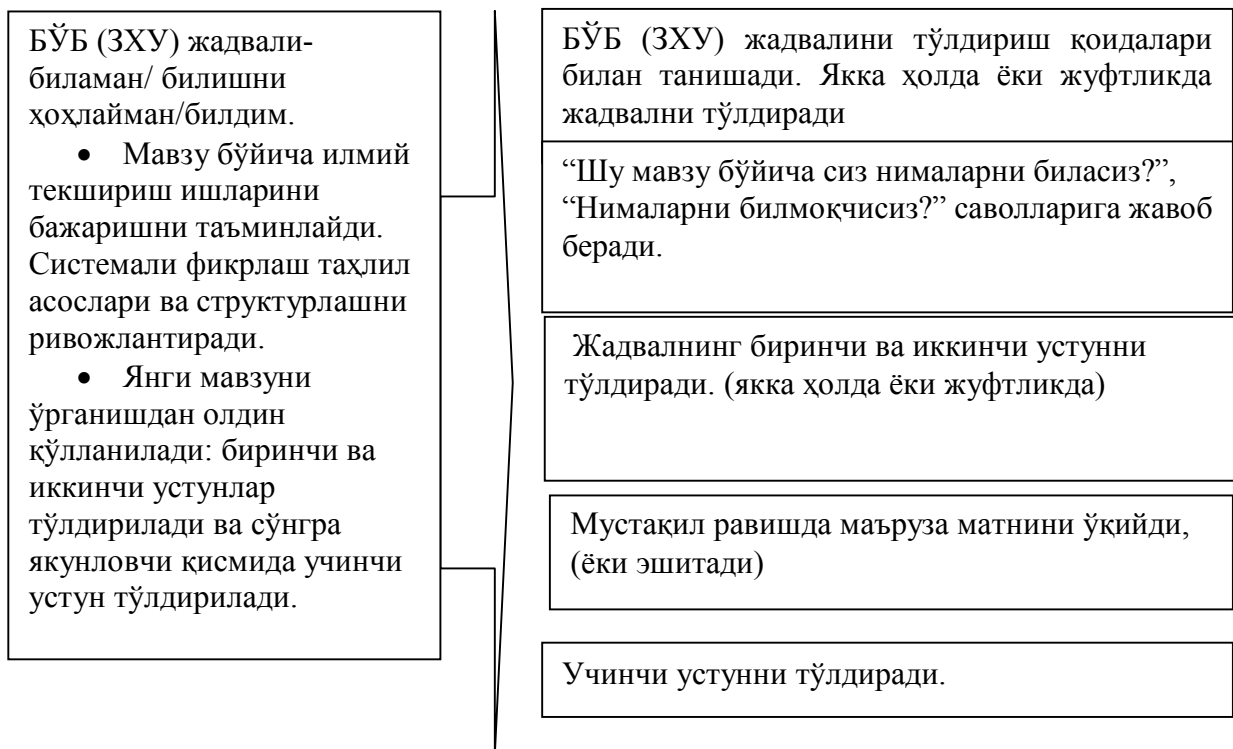 БЎБ (ЗХУ) жадвали-
биламан/ билишни
ҳоҳлайман/билдим.
• Мавзу бўйича илмий
текшириш ишларини
бажаришни таъминлайди.
Системали фикрлаш таҳлил
асослари ва структурлашни
ривожлантиради.
• Янги мавзуни
ўрганишдан олдин
қўлланилади: биринчи ва
иккинчи устунлар
тўлдирилади ва сўнгра
якунловчи қисмида учинчи
устун тўлдирилади.
БЎБ (ЗХУ) жадвалини тўлдириш қоидалари
билан танишади. Якка ҳолда ёки жуфтликда
жадвални тўлдиради
“Шу мавзу бўйича сиз нималарни биласиз?”,
“Нималарни билмоқчисиз?” саволларига жавоб
беради.
Жадвалнинг биринчи ва иккинчи устунни
тўлдиради. (якка ҳолда ёки жуфтликда)
Мустақил равишда маъруза матнини ўқийди,
(ёки эшитади)
Учинчи устунни тўлдиради.